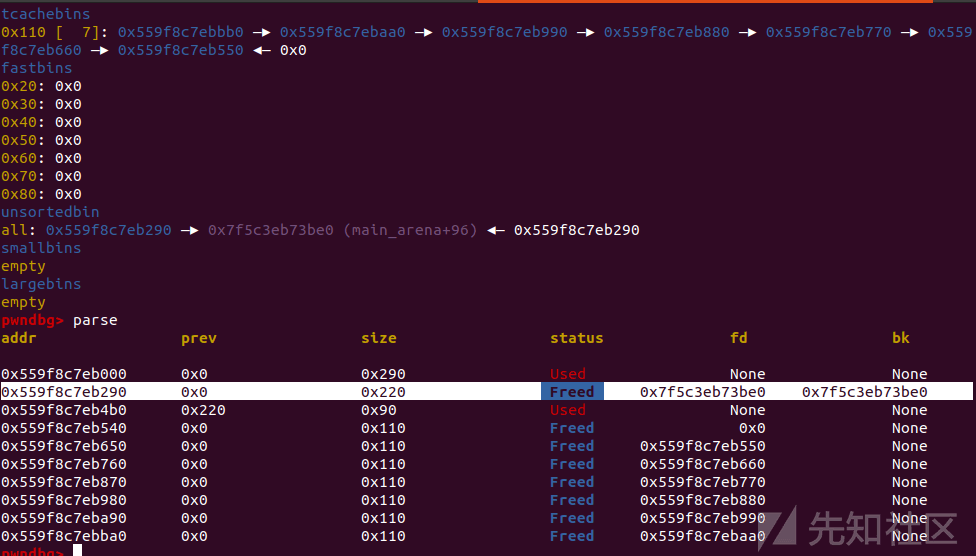 tcachebins
0x110 [  7]: 0x559f8c7ebbb0 —▸ 0x559f8c7ebaa0 —▸ 0x559f8c7eb990 —▸ 0x559f8c7eb880 —▸ 0x559f8c7eb770 —▸ 0x559
f8c7eb660 —▸ 0x559f8c7eb550 ◂— 0x0
fastbins
0x20: 0x0
0x30: 0x0
0x40: 0x0
0x50: 0x0
0x60: 0x0
0x70: 0x0
0x80: 0x0
unsortedbin
all: 0x559f8c7eb290 —▸ 0x7f5c3eb73be0 (main_arena+96) ◂— 0x559f8c7eb290
smallbins
empty
largebins
empty
pwndbg> parse
addr prev size status fd bk
0x559f8c7eb000 0x0 0x290 Used None None
0x559f8c7eb290 0x0 0x220 Freed 0x7f5c3eb73be0 0x7f5c3eb73be0
0x559f8c7eb4b0 0x220 0x90 Used None None
0x559f8c7eb540 0x0 0x110 Freed 0x0 None
0x559f8c7eb650 0x0 0x110 Freed 0x559f8c7eb550 None
0x559f8c7eb760 0x0 0x110 Freed 0x559f8c7eb660 None
0x559f8c7eb870 0x0 0x110 Freed 0x559f8c7eb770 None
0x559f8c7eb980 0x0 0x110 Freed 0x559f8c7eb880 None
0x559f8c7eba90 0x0 0x110 Freed 0x559f8c7eb990 None
0x559f8c7ebba0 0x0 0x110 Freed 0x559f8c7ebaa0 None
pwndbg>
先知社区